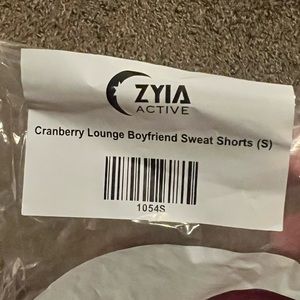 ZYIA
ACTIVE
Cranberry Lounge Boyfriend Sweat Shorts (S)
1054S